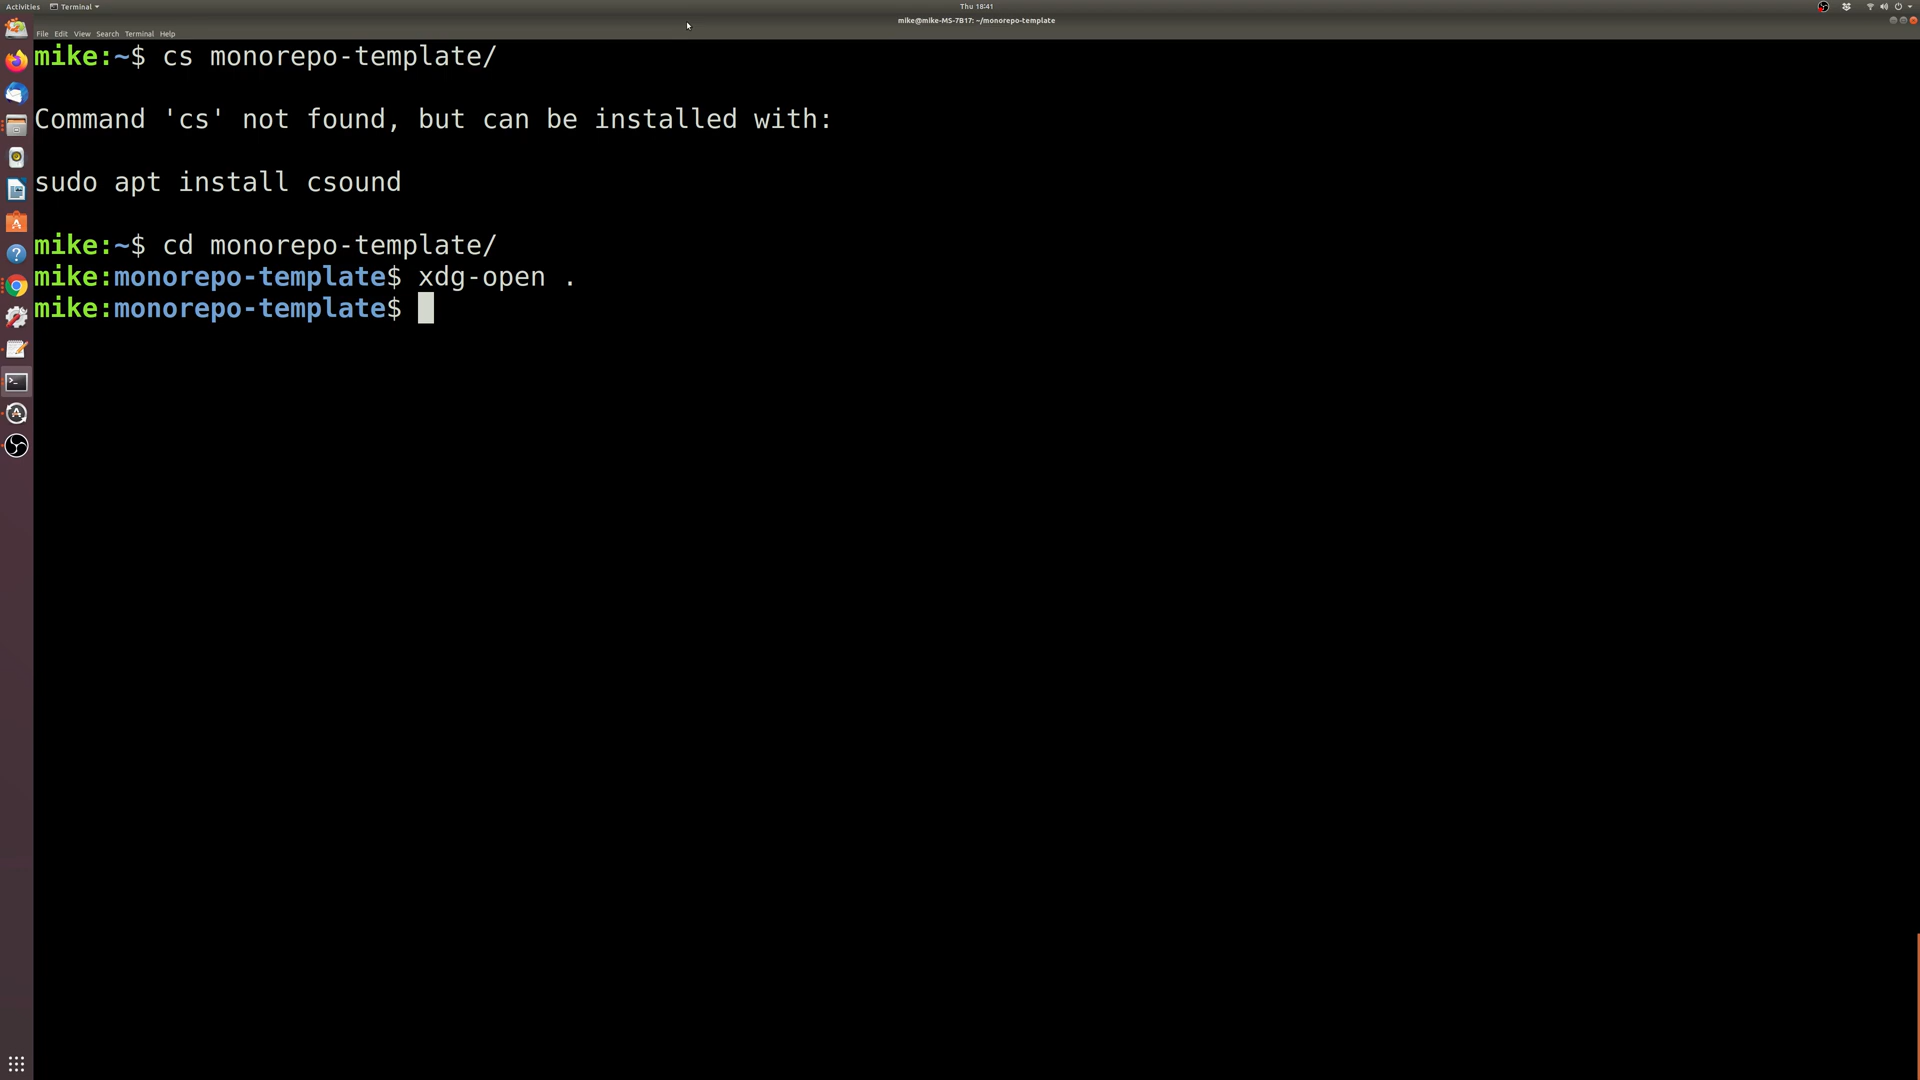 Activities Terminal Thu 18:41
mike@mike-MS-7B17: ~/monorepo-template
File Edit View Search Terminal Help
mike:~$ cs monorepo-template/
Command 'cs' not found, but can be installed with:
sudo apt install csound
mike:~$ cd monorepo-template/
mike:monorepo-template$ xdg-open .
mike:monorepo-template$